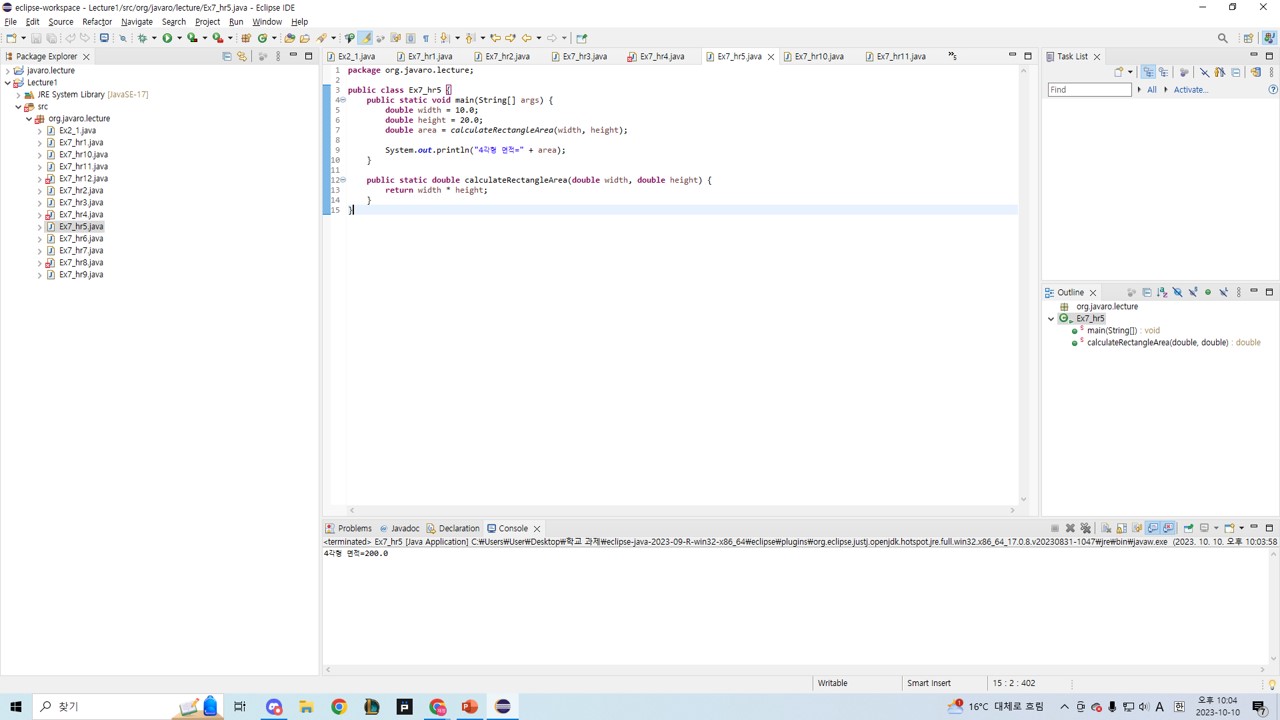 eclipse-workspace - Lecture1/src/org/javaro/lecture/Ex7_hr5.java - Eclipse IDE
File Edit Source Refactor Navigate Search Project Run Window Help
Package Explorer
javaro.lecture
Lecture1
JRE System Library [JavaSE-17]
src
org.javaro.lecture
Ex2_1.java
Ex7_hr1.java
Ex7_hr10.java
Ex7_hr11.java
Ex7_hr12.java
Ex7_hr2.java
Ex7_hr3.java
Ex7_hr4.java
Ex7_hr5.java
Ex7_hr6.java
Ex7_hr7.java
Ex7_hr8.java
Ex7_hr9.java
Ex2_1.java Ex7_hr1.java Ex7_hr2.java Ex7_hr3.java Ex7_hr4.java Ex7_hr5.java Ex7_hr10.java Ex7_hr11.java »5
1 package org.javaro.lecture;
2
3 public class Ex7_hr5 {
4 public static void main(String[] args) {
5 double width = 10.0;
6 double height = 20.0;
7 double area = calculateRectangleArea(width, height);
8
9 System.out.println("4각형 면적=" + area);
10 }
11
12 public static double calculateRectangleArea(double width, double height) {
13 return width * height;
14 }
15 }
Task List
Find All Activate...
Outline
org.javaro.lecture
Ex7_hr5
main(String[]) : void
calculateRectangleArea(double, double) : double
Problems Javadoc Declaration Console
<terminated> Ex7_hr5 [Java Application] C:₩Users₩User₩Desktop₩학교 과제₩eclipse-java-2023-09-R-win32-x86_64₩eclipse₩plugins₩org.eclipse.justj.openjdk.hotspot.jre.full.win32.x86_64_17.0.8.v20230831-1047₩jre₩bin₩javaw.exe (2023. 10. 10. 오후 10:03:58
4각형 면적=200.0
Writable Smart Insert 15 : 2 : 402
찾기
16°C 대체로 흐림
A 한
오후 10:04
2023-10-10